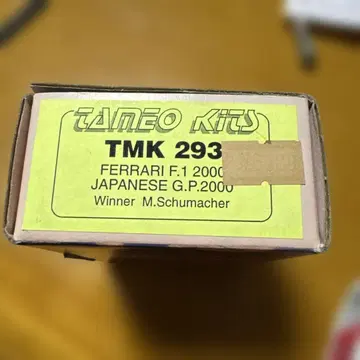 TAMEO KITS
TMK 293
FERRARI F.1 2000
JAPANESE G.P.2000
Winner M.Schumacher